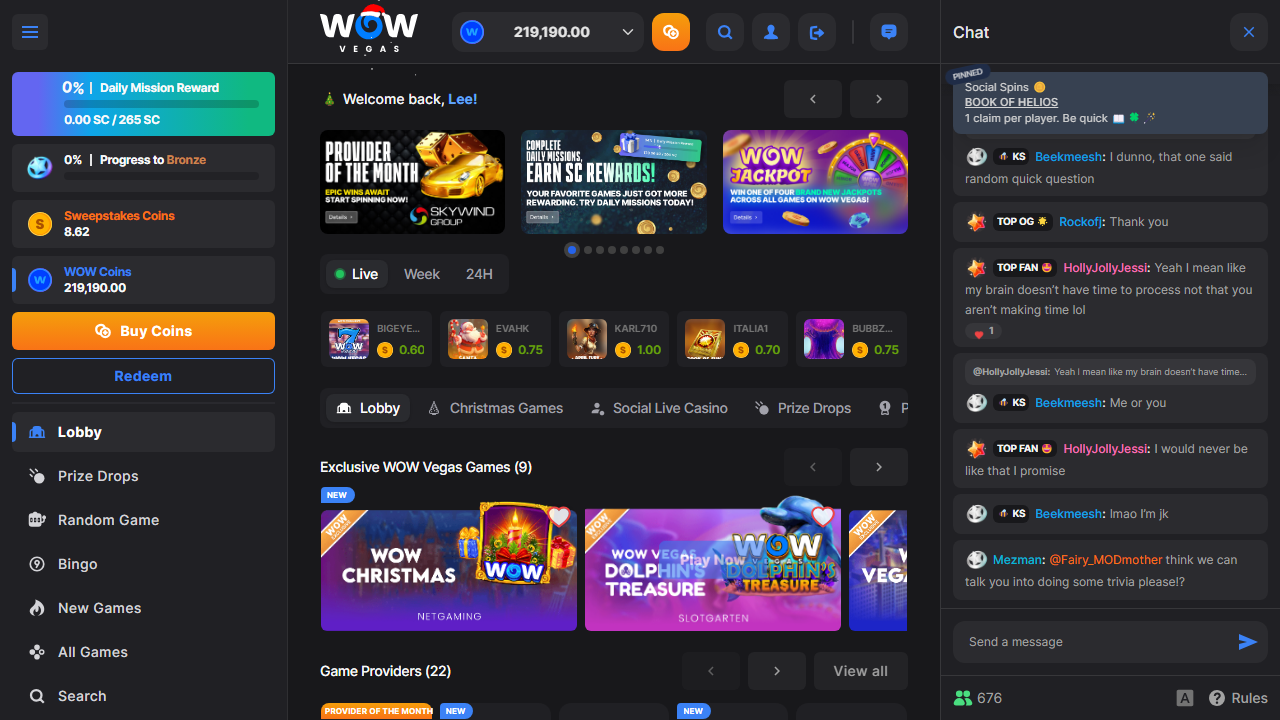 0% | Daily Mission Reward
0.00 SC / 265 SC
0% | Progress to Bronze
S
Sweepstakes Coins
8.62
W
WOW Coins
219,190.00
Buy Coins
Redeem
Lobby
Prize Drops
Random Game
Bingo
New Games
All Games
Search
WOW
VEGAS
W
219,190.00
Welcome back, Lee!
PROVIDER
OF THE MONTH
EPIC WINS AWAIT
START SPINNING NOW!
Details
SKYWIND
GROUP
COMPLETE
DAILY MISSIONS,
EARN SC REWARDS!
YOUR FAVORITE GAMES JUST GOT MORE
REWARDING. TRY DAILY MISSIONS TODAY!
Details
WOW
JACKPOT
WIN ONE OF FOUR BRAND NEW JACKPOTS
ACROSS ALL GAMES ON WOW VEGAS!
Details
Live
Week
24H
BIGEYE...
0.60
EVAHK
0.75
KARL710
1.00
ITALIA1
0.70
BUBBZ...
0.75
Lobby
Christmas Games
Social Live Casino
Prize Drops
P
Exclusive WOW Vegas Games (9)
NEW
WOW
WOW
CHRISTMAS
WOW
NETGAMING
WOW
WOW VEGAS
DOLPHIN'S
TREASURE
Play Now
WOW
DOLPHIN'S
TREASURE
SLOTGARTEN
WOW
Game Providers (22)
View all
PROVIDER OF THE MONTH
NEW
NEW
Chat
PINNED
Social Spins
BOOK OF HELIOS
1 claim per player. Be quick
KS Beekmeesh: I dunno, that one said
random quick question
TOP OG Rockofj: Thank you
TOP FAN HollyJollyJessi: Yeah I mean like
my brain doesn't have time to process not that you
aren't making time lol
1
@HollyJollyJessi: Yeah I mean like my brain doesn't have time...
KS Beekmeesh: Me or you
TOP FAN HollyJollyJessi: I would never be
like that I promise
KS Beekmeesh: lmao I'm jk
Mezman: @Fairy_MODmother think we can
talk you into doing some trivia please!?
Send a message
676
A
Rules